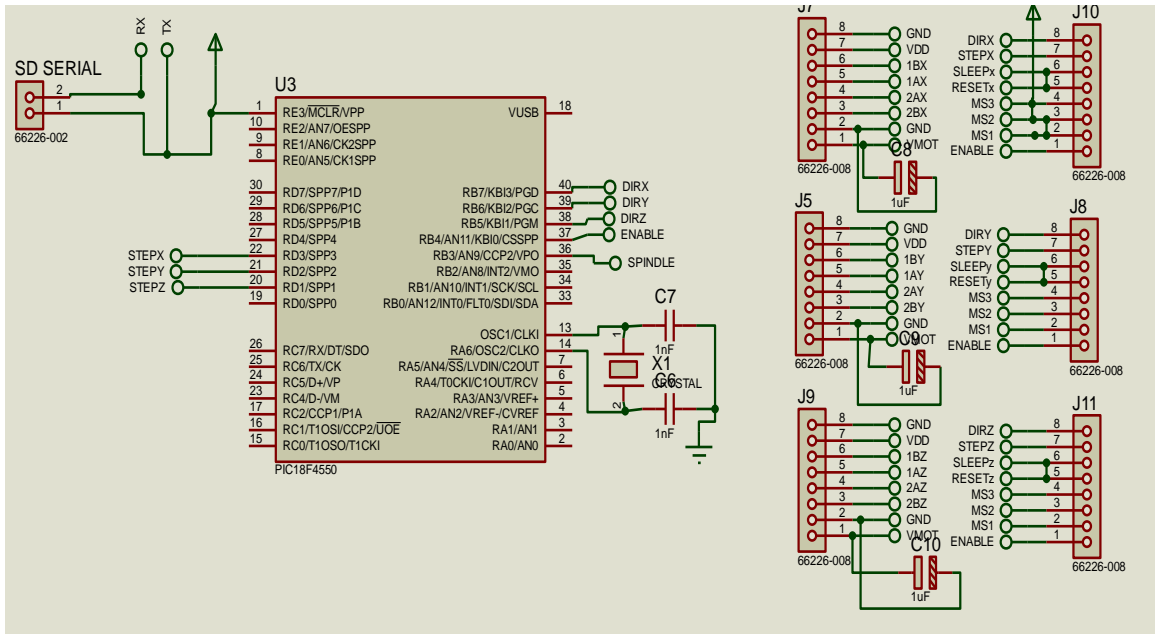 RX
TX
SD SERIAL
2
1
66226-002
U3
1 RE3/MCLR/VPP
10 RE2/AN7/OESPP
9 RE1/AN6/CK2SPP
8 RE0/AN5/CK1SPP
30 RD7/SPP7/P1D
29 RD6/SPP6/P1C
28 RD5/SPP5/P1B
27 RD4/SPP4
STEPX 22 RD3/SPP3
STEPY 21 RD2/SPP2
STEPZ 20 RD1/SPP1
19 RD0/SPP0
26 RC7/RX/DT/SDO
25 RC6/TX/CK
24 RC5/D+/VP
23 RC4/D-/VM
17 RC2/CCP1/P1A
16 RC1/T1OSI/CCP2/UOE
15 RC0/T1OSO/T1CKI
VUSB 18
RB7/KBI3/PGD 40 DIRX
RB6/KBI2/PGC 39 DIRY
RB5/KBI1/PGM 38 DIRZ
RB4/AN11/KBI0/CSSPP 37 ENABLE
RB3/AN9/CCP2/VPO 36 SPINDLE
RB2/AN8/INT2/VMO 35
RB1/AN10/INT1/SCK/SCL 34
RB0/AN12/INT0/FLT0/SDI/SDA 33
OSC1/CLKI 13
RA6/OSC2/CLKO 14
RA5/AN4/SS/LVDIN/C2OUT 7
RA4/T0CKI/C1OUT/RCV 6
RA3/AN3/VREF+ 5
RA2/AN2/VREF-/CVREF 4
RA1/AN1 3
RA0/AN0 2
PIC18F4550
C7
1nF
1
X1
CRYSTAL
2
C6
1nF
J7
8 GND
7 VDD
6 1BX
5 1AX
4 2AX
3 2BX
2 GND
1 VMOT
66226-008
C8
1uF
J10
DIRX 8
STEPX 7
SLEEPx 6
RESETx 5
MS3 4
MS2 3
MS1 2
ENABLE 1
66226-008
J5
8 GND
7 VDD
6 1BY
5 1AY
4 2AY
3 2BY
2 GND
1 VMOT
66226-008
C9
1uF
J8
DIRY 8
STEPY 7
SLEEPy 6
RESETy 5
MS3 4
MS2 3
MS1 2
ENABLE 1
66226-008
J9
8 GND
7 VDD
6 1BZ
5 1AZ
4 2AZ
3 2BZ
2 GND
1 VMOT
66226-008
C10
1uF
J11
DIRZ 8
STEPZ 7
SLEEPz 6
RESETz 5
MS3 4
MS2 3
MS1 2
ENABLE 1
66226-008